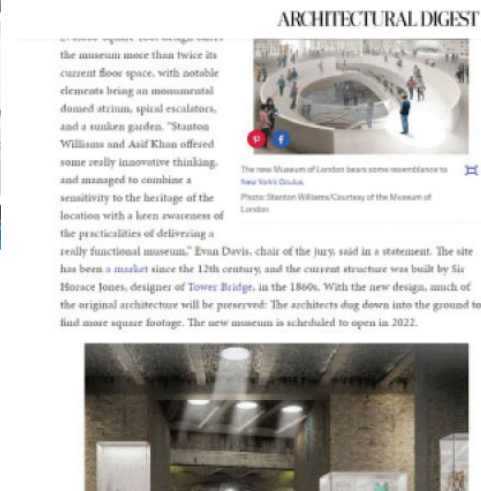 ARCHITECTURAL DIGEST
the museum more than twice its
current floor space, with notable
elements being an monumental
domed atrium, spiral escalators,
and a sunken garden. "Stanton
Williams and Asif Khan offered
some really innovative thinking,
and managed to combine a
sensitivity to the heritage of the
location with a keen awareness of
the practicalities of delivering a
The new Museum of London bears some resemblance to
New York's Oculus.
Photo: Stanton Williams/Courtesy of the Museum of
London
really functional museum," Evan Davis, chair of the jury, said in a statement. The site
has been a market since the 12th century, and the current structure was built by Sir
Horace Jones, designer of Tower Bridge, in the 1860s. With the new design, much of
the original architecture will be preserved: The architects dug down into the ground to
find more square footage. The new museum is scheduled to open in 2022.